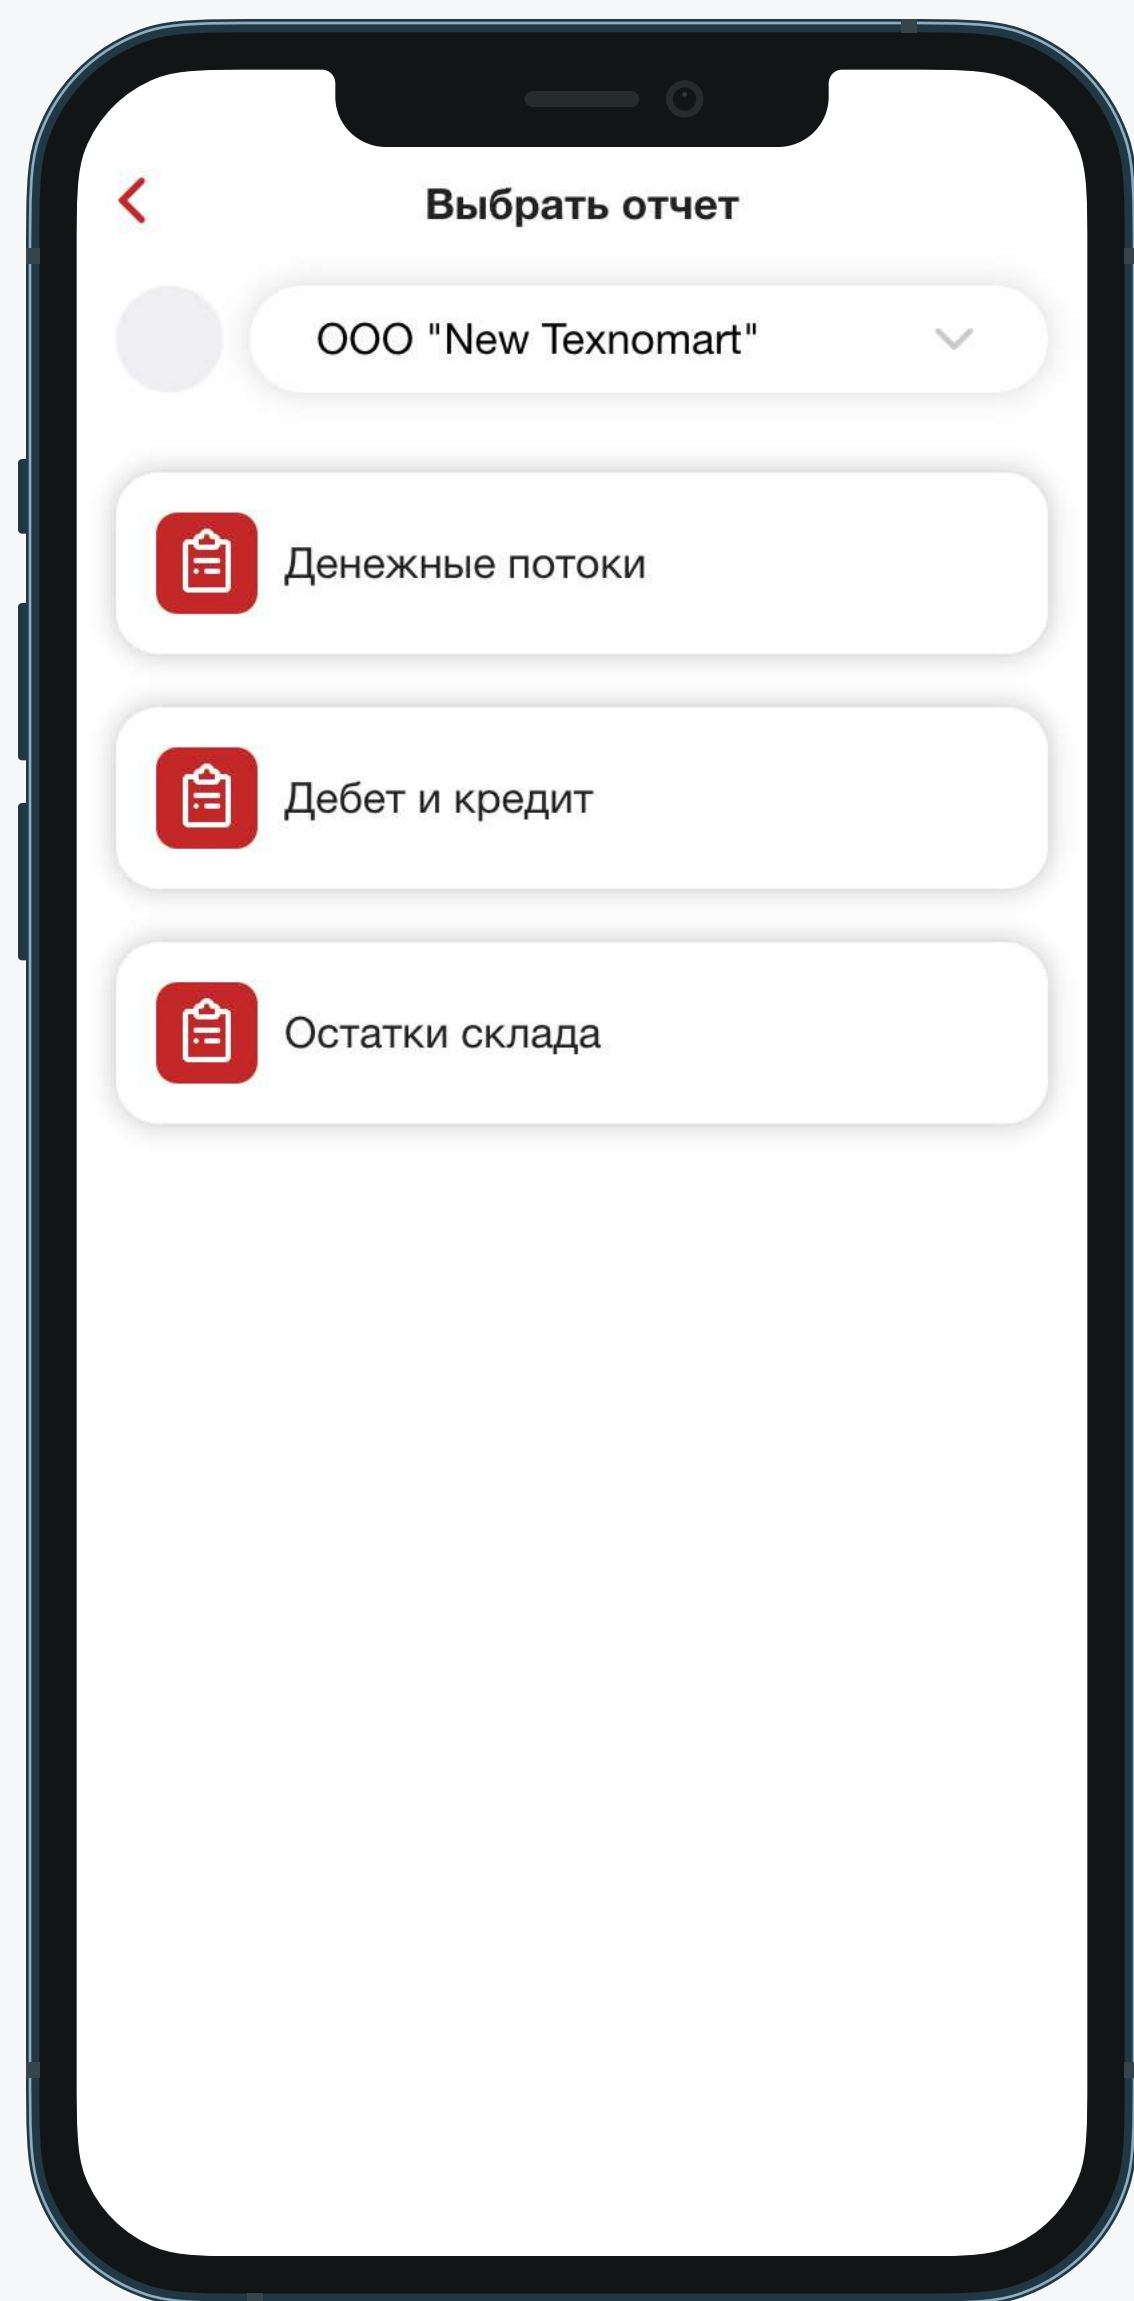 Выбрать отчет
ООО "New Texnomart"
Денежные потоки
Дебет и кредит
Остатки склада